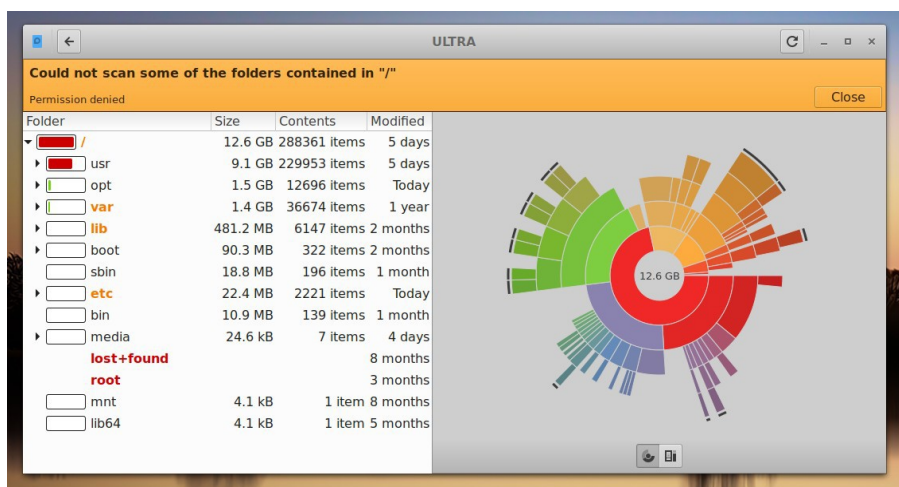 ULTRA
Could not scan some of the folders contained in "/"
Permission denied
Close
Folder Size Contents Modified
/ 12.6 GB 288361 items 5 days
usr 9.1 GB 229953 items 5 days
opt 1.5 GB 12696 items Today
var 1.4 GB 36674 items 1 year
lib 481.2 MB 6147 items 2 months
boot 90.3 MB 322 items 2 months
sbin 18.8 MB 196 items 1 month
etc 22.4 MB 2221 items Today
bin 10.9 MB 139 items 1 month
media 24.6 kB 7 items 4 days
lost+found 8 months
root 3 months
mnt 4.1 kB 1 item 8 months
lib64 4.1 kB 1 item 5 months
12.6 GB